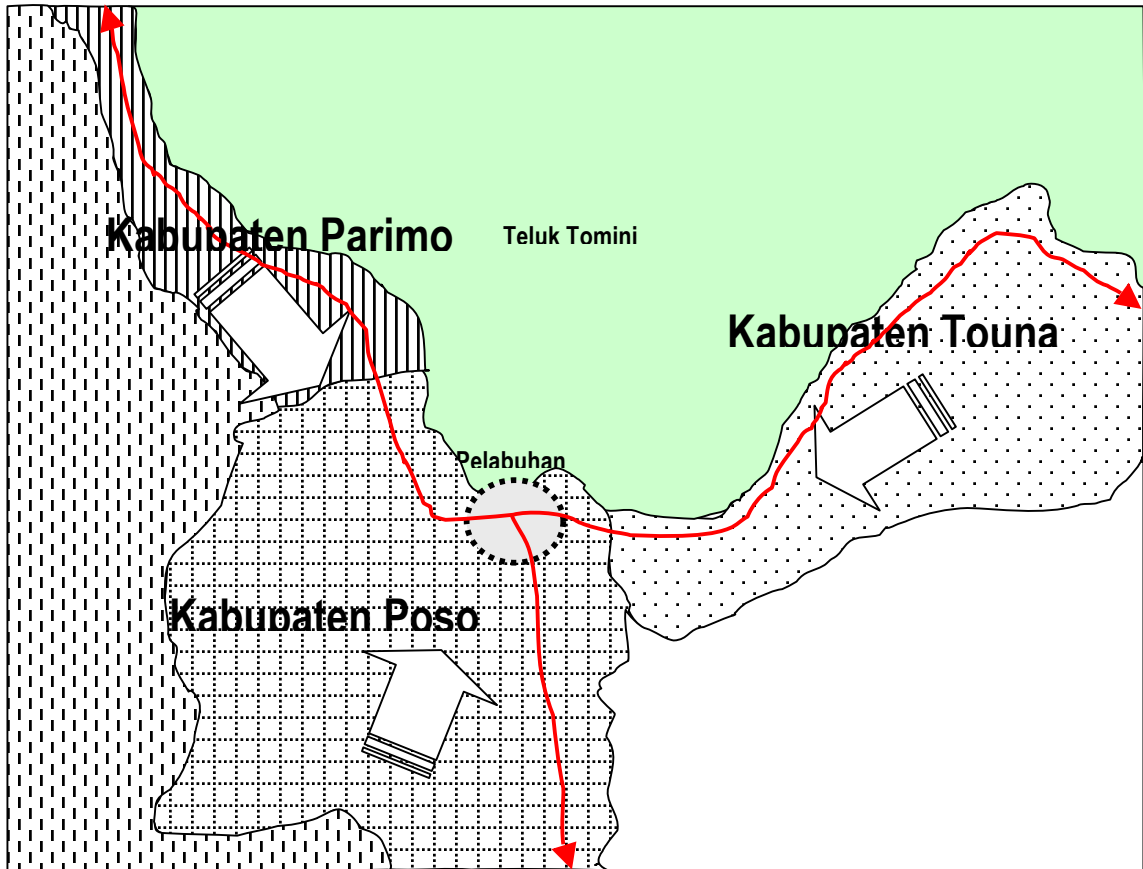 Kabupaten Parimo
Teluk Tomini
Kabupaten Touna
Pelabuhan
Kabupaten Poso